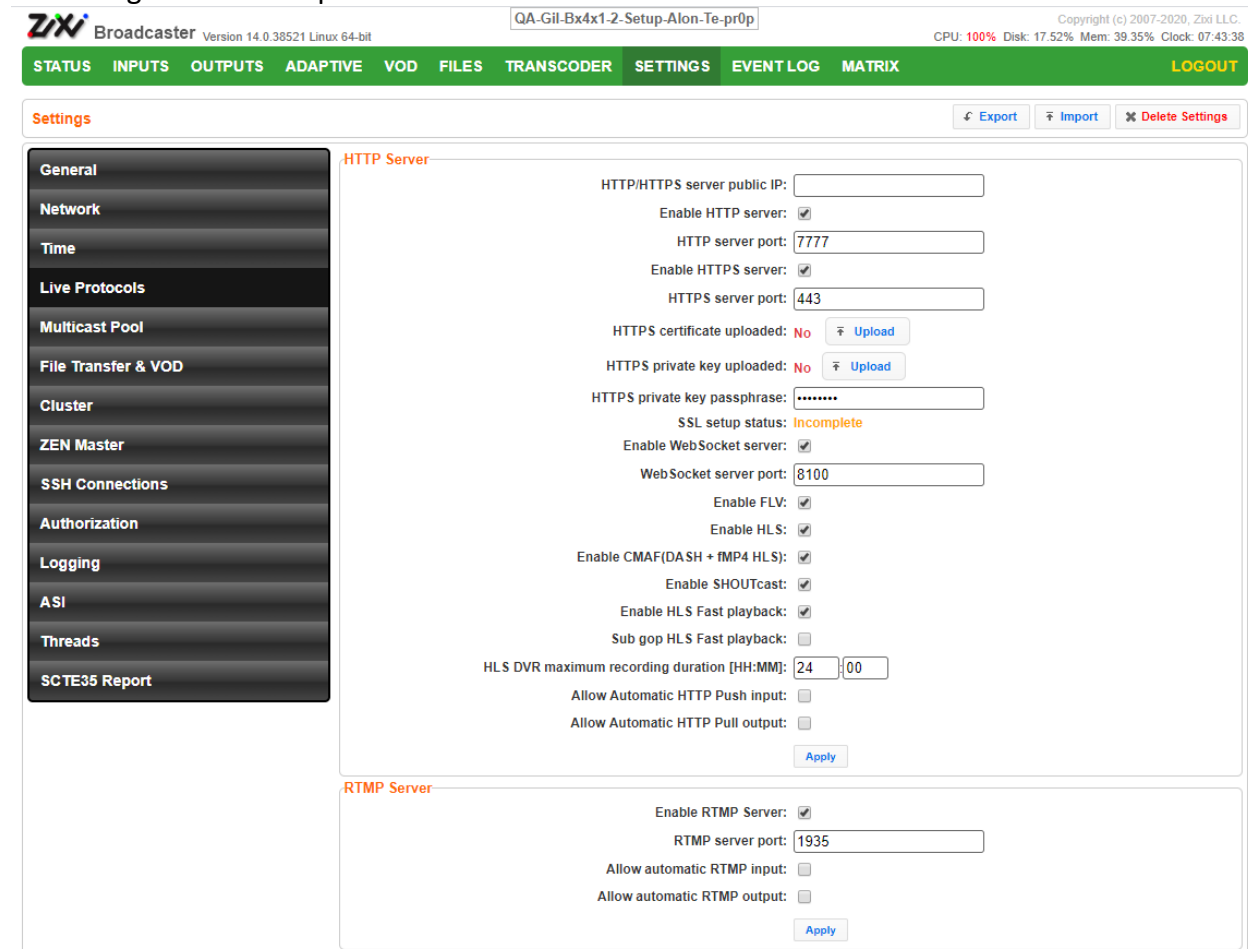 QA-Gil-Bx4x1-2-Setup-Alon-Te-pr0p
Copyright (c) 2007-2020, Zixi LLC.
ZiXi Broadcaster Version 14.0.38521 Linux 64-bit
CPU: 100% Disk: 17.52% Mem: 39.35% Clock: 07:43:38
STATUS INPUTS OUTPUTS ADAPTIVE VOD FILES TRANSCODER SETTINGS EVENT LOG MATRIX LOGOUT
Settings
Export Import Delete Settings
General
Network
Time
Live Protocols
Multicast Pool
File Transfer & VOD
Cluster
ZEN Master
SSH Connections
Authorization
Logging
ASI
Threads
SCTE35 Report
HTTP Server
HTTP/HTTPS server public IP:
Enable HTTP server:
HTTP server port: 7777
Enable HTTPS server:
HTTPS server port: 443
HTTPS certificate uploaded: No Upload
HTTPS private key uploaded: No Upload
HTTPS private key passphrase: ••••••••
SSL setup status: Incomplete
Enable WebSocket server:
WebSocket server port: 8100
Enable FLV:
Enable HLS:
Enable CMAF(DASH + fMP4 HLS):
Enable SHOUTcast:
Enable HLS Fast playback:
Sub gop HLS Fast playback:
HLS DVR maximum recording duration [HH:MM]: 24 : 00
Allow Automatic HTTP Push input:
Allow Automatic HTTP Pull output:
Apply
RTMP Server
Enable RTMP Server:
RTMP server port: 1935
Allow automatic RTMP input:
Allow automatic RTMP output:
Apply